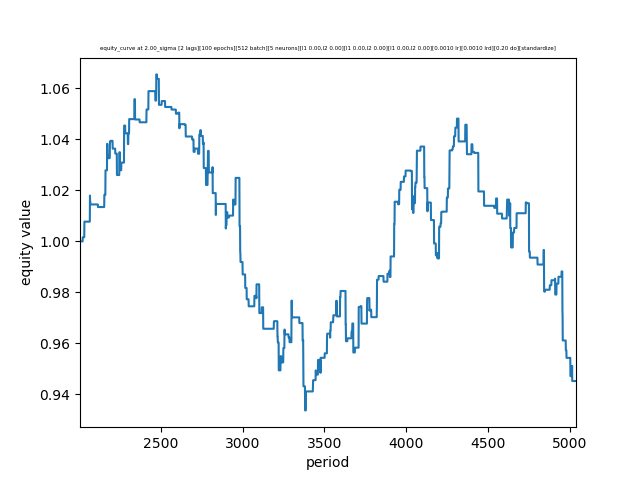 equity_curve at 2.00_sigma [2 lags][100 epochs][512 batch][5 neurons][l1 0.00,l2 0.00][l1 0.00,l2 0.00][l1 0.00,l2 0.00][0.0010 lr][0.0010 lrd][0.20 do][standardize]
1.06
1.04
1.02
1.00
0.98
0.96
0.94
equity value
2500 3000 3500 4000 4500 5000
period